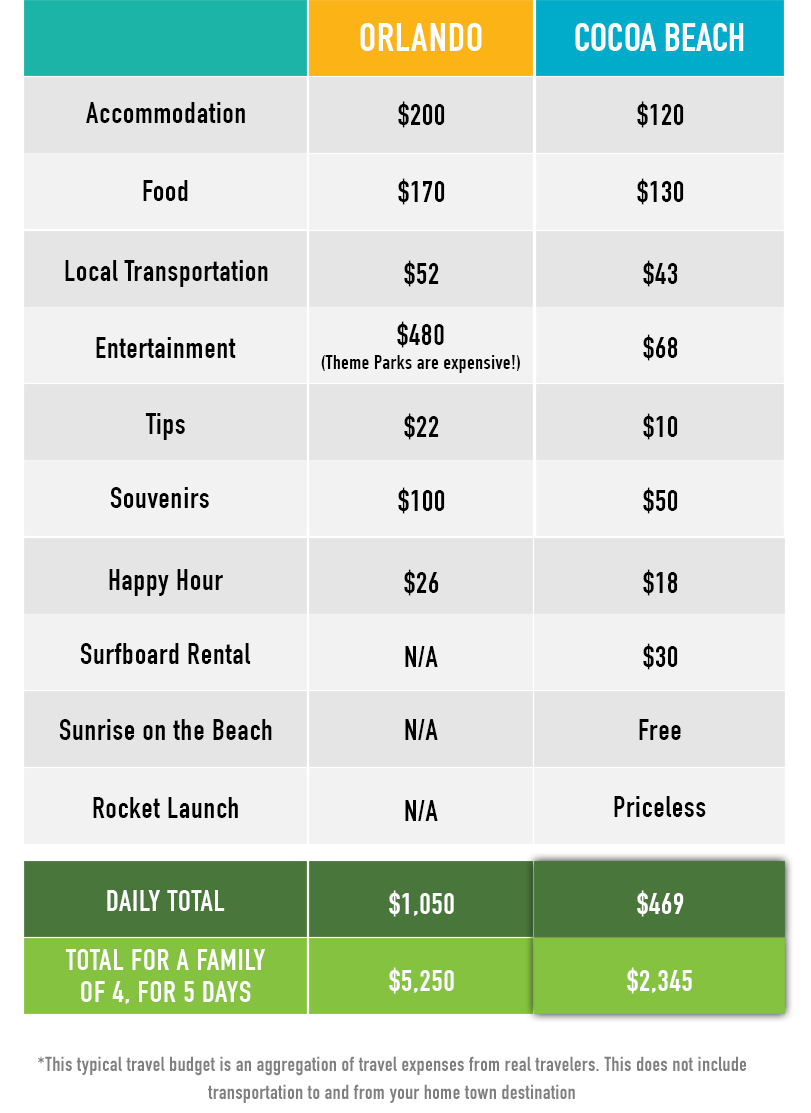 ORLANDO COCOA BEACH
Accommodation $200 $120
Food $170 $130
Local Transportation $52 $43
Entertainment $480 $68
(Theme Parks are expensive!)
Tips $22 $10
Souvenirs $100 $50
Happy Hour $26 $18
Surfboard Rental N/A $30
Sunrise on the Beach N/A Free
Rocket Launch N/A Priceless
DAILY TOTAL $1,050 $469
TOTAL FOR A FAMILY
OF 4, FOR 5 DAYS $5,250 $2,345
*This typical travel budget is an aggregation of travel expenses from real travelers. This does not include
transportation to and from your home town destination